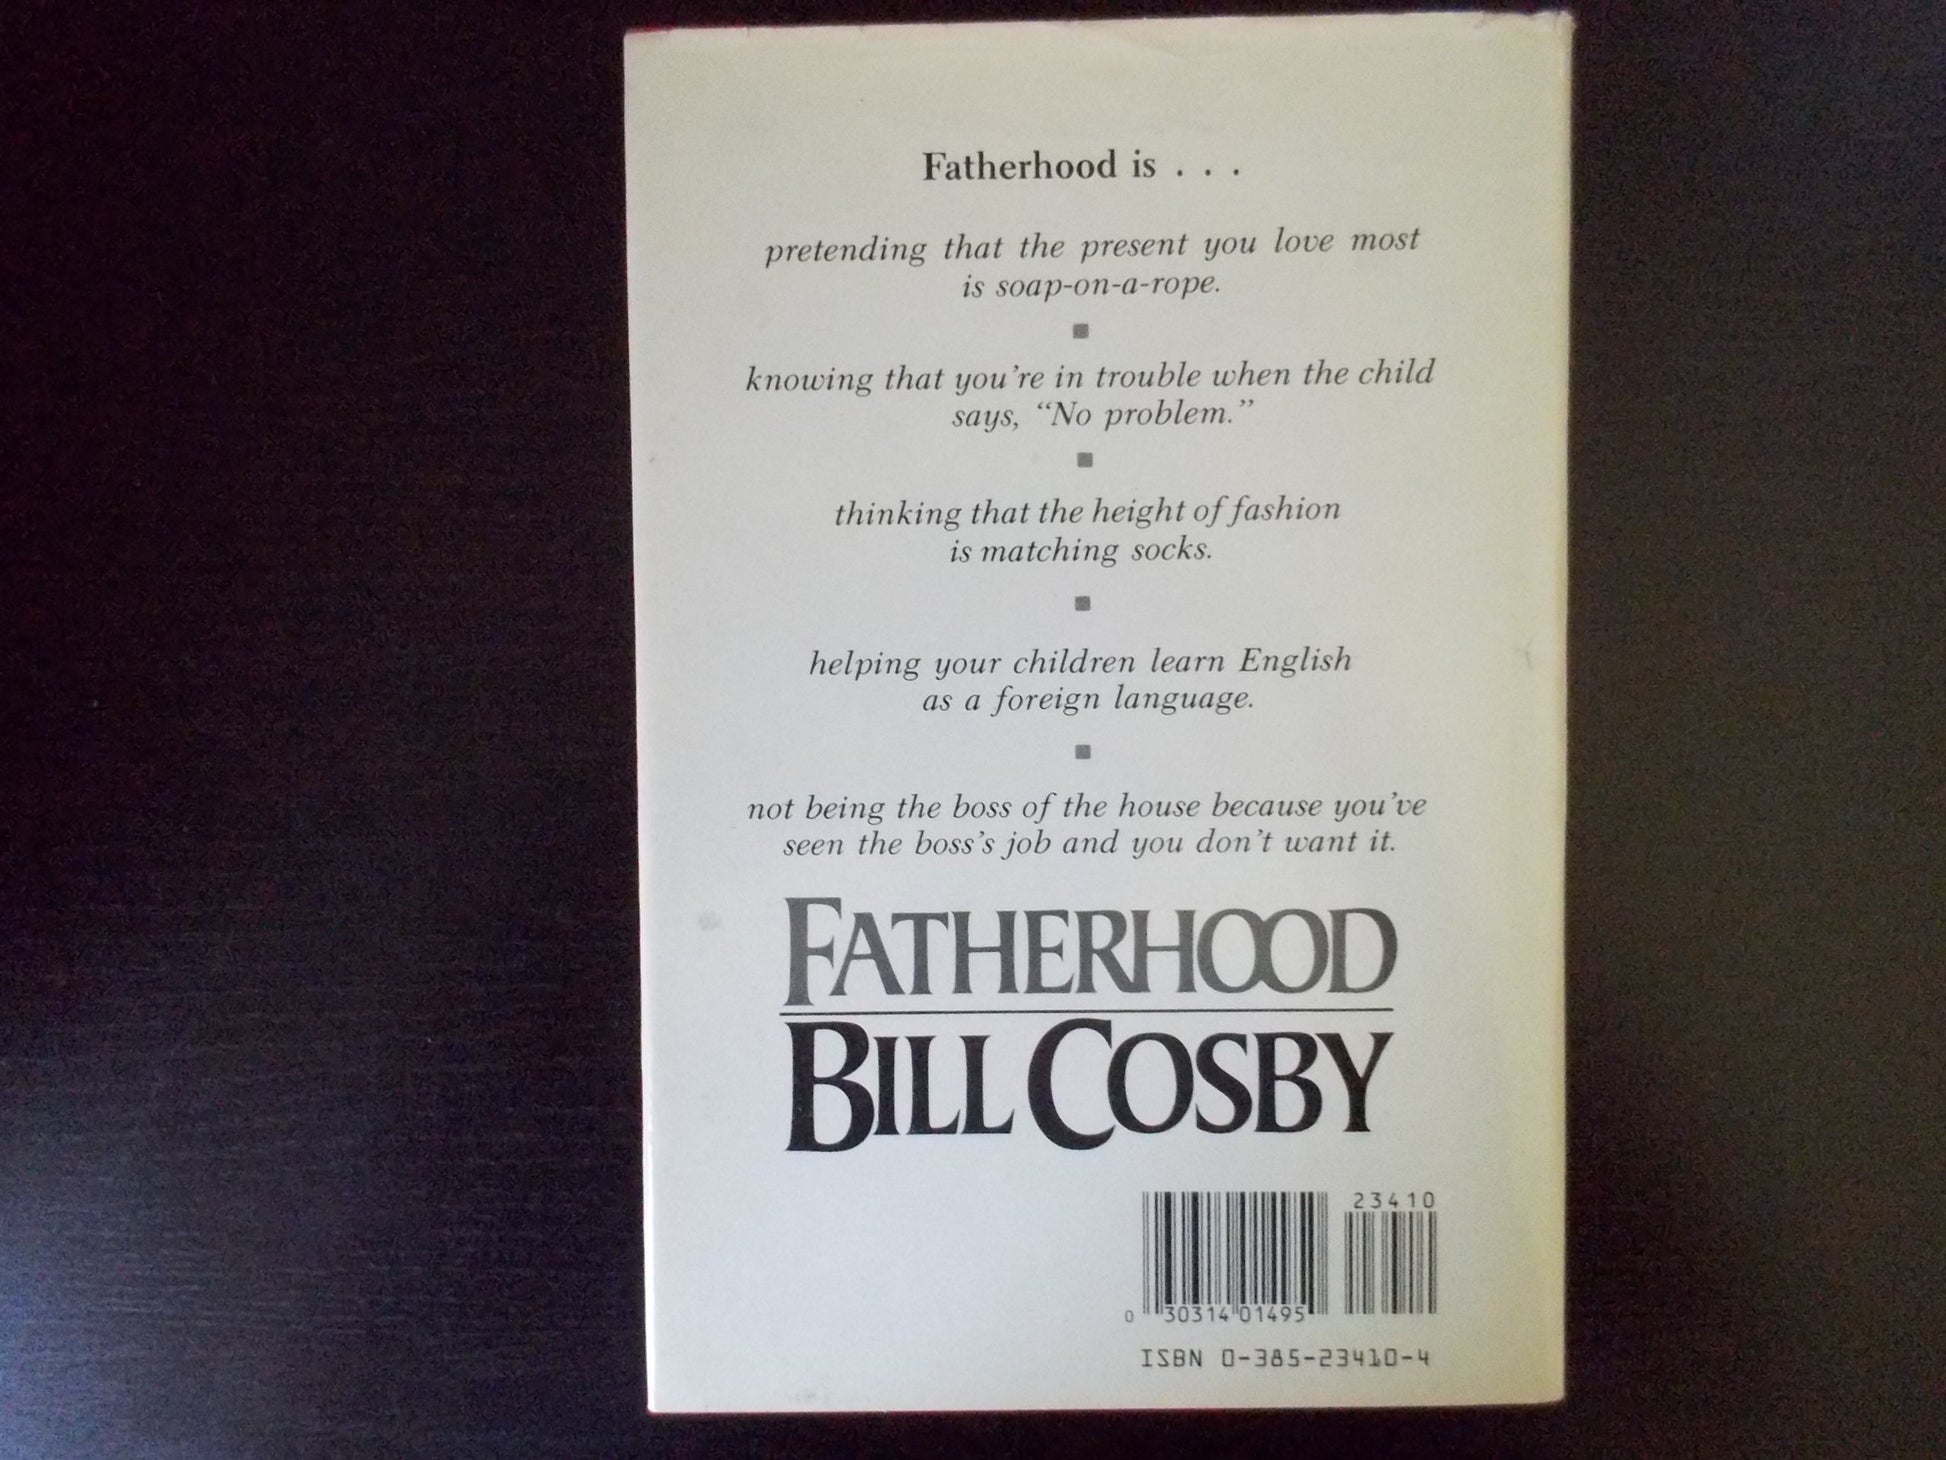 Fatherhood is . . .
pretending that the present you love most
is soap-on-a-rope.
knowing that you're in trouble when the child
says, “No problem.”
thinking that the height of fashion
is matching socks.
helping your children learn English
as a foreign language.
not being the boss of the house because you've
seen the boss's job and you don't want it.
FATHERHOOD
BILL COSBY
23410
0 30314 01495
ISBN 0-385-23410-4